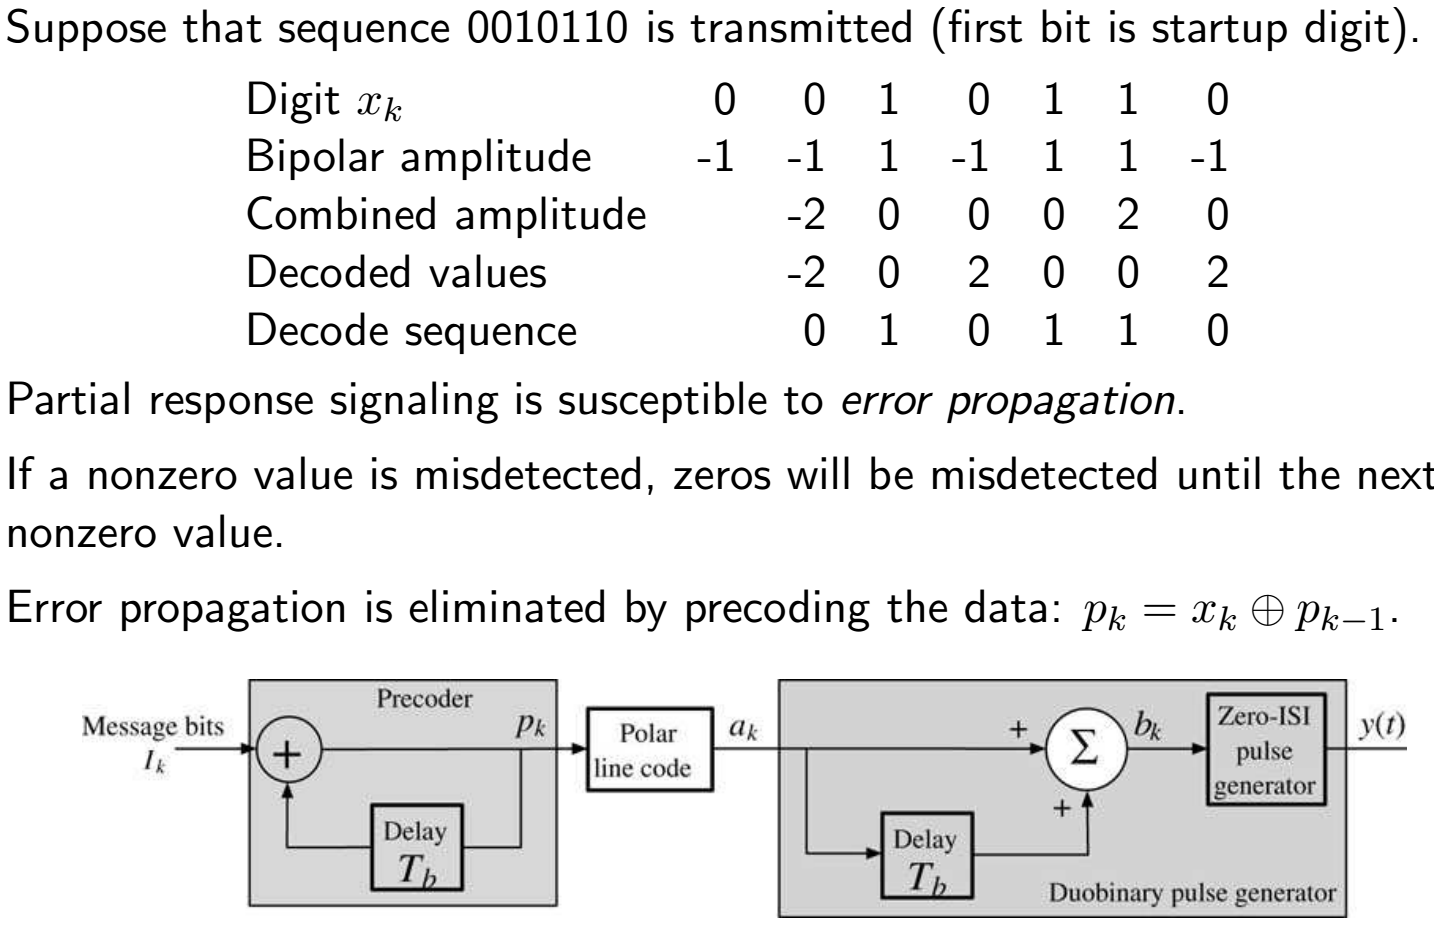 Suppose that sequence 0010110 is transmitted (first bit is startup digit).
Digit x_k 0 0 1 0 1 1 0
Bipolar amplitude -1 -1 1 -1 1 1 -1
Combined amplitude -2 0 0 0 2 0
Decoded values -2 0 2 0 0 2
Decode sequence 0 1 0 1 1 0
Partial response signaling is susceptible to error propagation.
If a nonzero value is misdetected, zeros will be misdetected until the next
nonzero value.
Error propagation is eliminated by precoding the data: p_k = x_k ⊕ p_{k−1}.
Message bits
I_k
+
Precoder
p_k
Delay
T_b
Polar
line code
a_k
+
Σ
+
b_k
Delay
T_b
Zero-ISI
pulse
generator
y(t)
Duobinary pulse generator